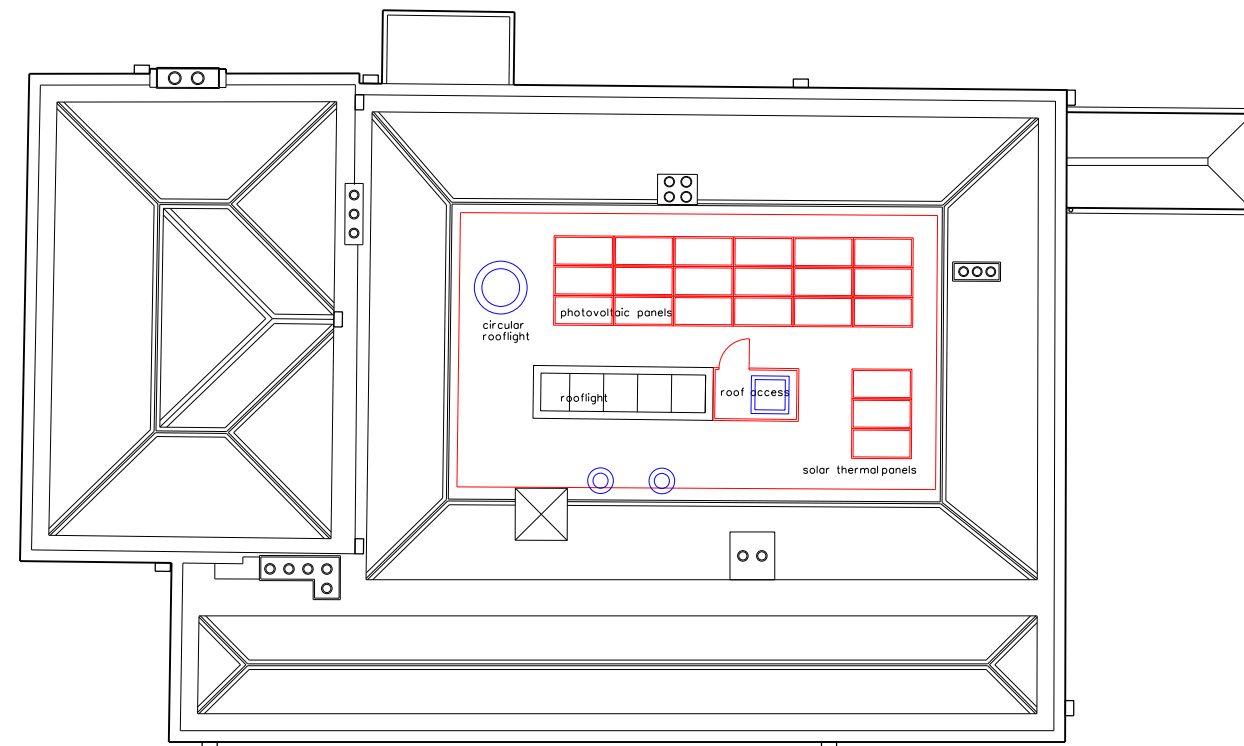 photovoltaic panels
circular
rooflight
rooflight
roof access
solar thermal panels